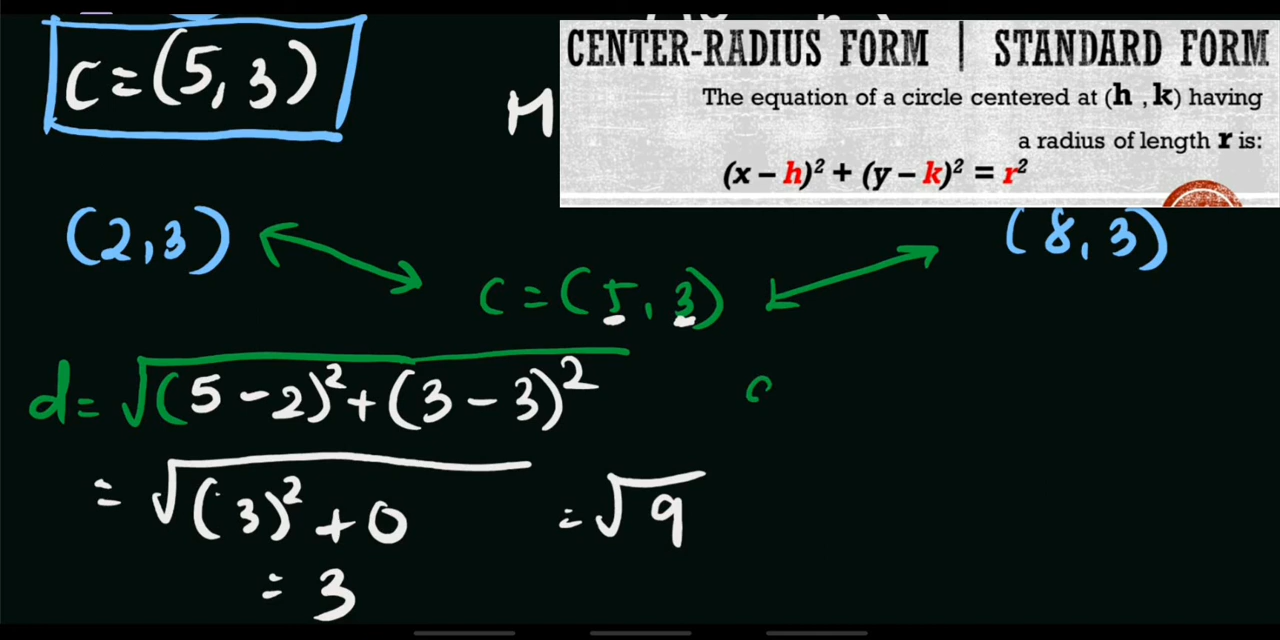 C = (5, 3)
M
CENTER-RADIUS FORM | STANDARD FORM
The equation of a circle centered at (h , k) having
a radius of length r is:
(x – h)² + (y – k)² = r²
(2, 3)
(8, 3)
C = (5, 3)
d = √(5 - 2)² + (3 - 3)²
= √(3)² + 0 = √9
= 3